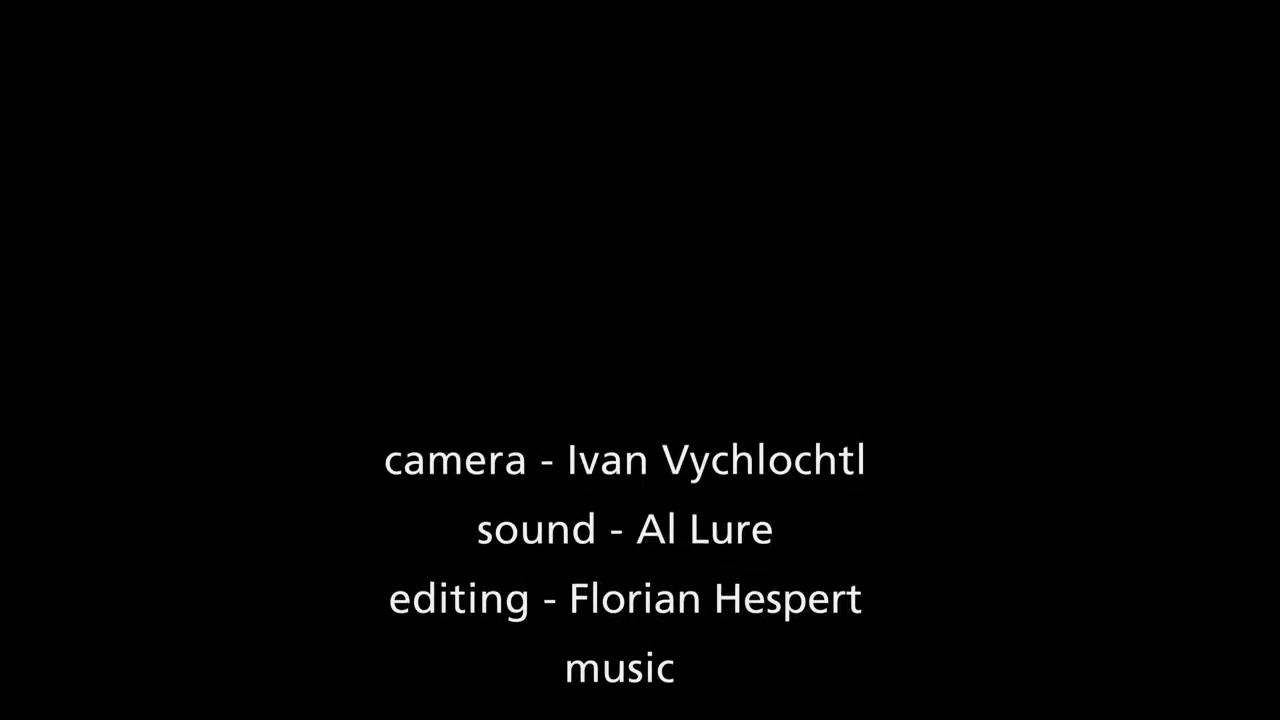 camera - Ivan Vychlochtl
sound - Al Lure
editing - Florian Hespert
music